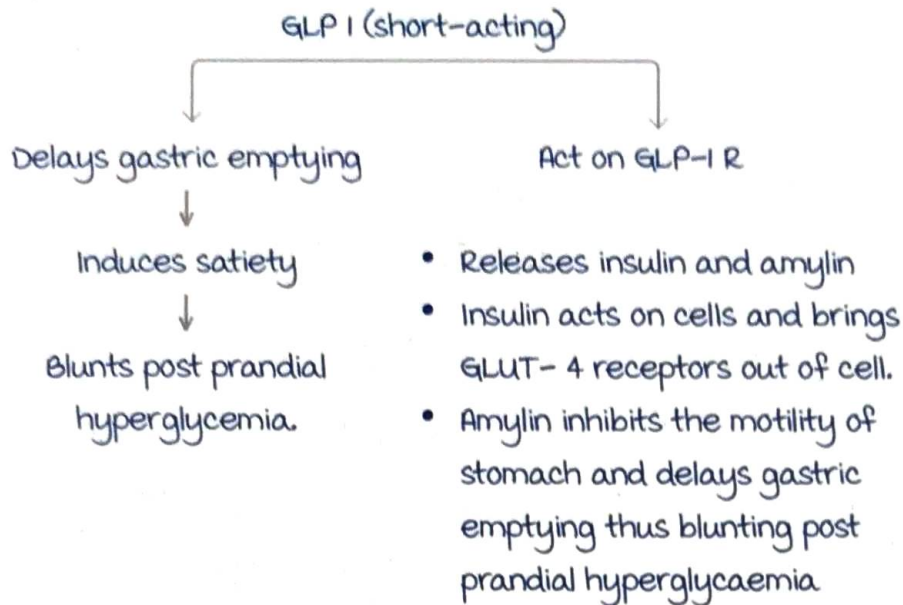 GLP 1 (short-acting)
Delays gastric emptying
Act on GLP-1 R
Induces satiety
Blunts post prandial
hyperglycemia.
• Releases insulin and amylin
• Insulin acts on cells and brings
GLUT- 4 receptors out of cell.
• Amylin inhibits the motility of
stomach and delays gastric
emptying thus blunting post
prandial hyperglycaemia